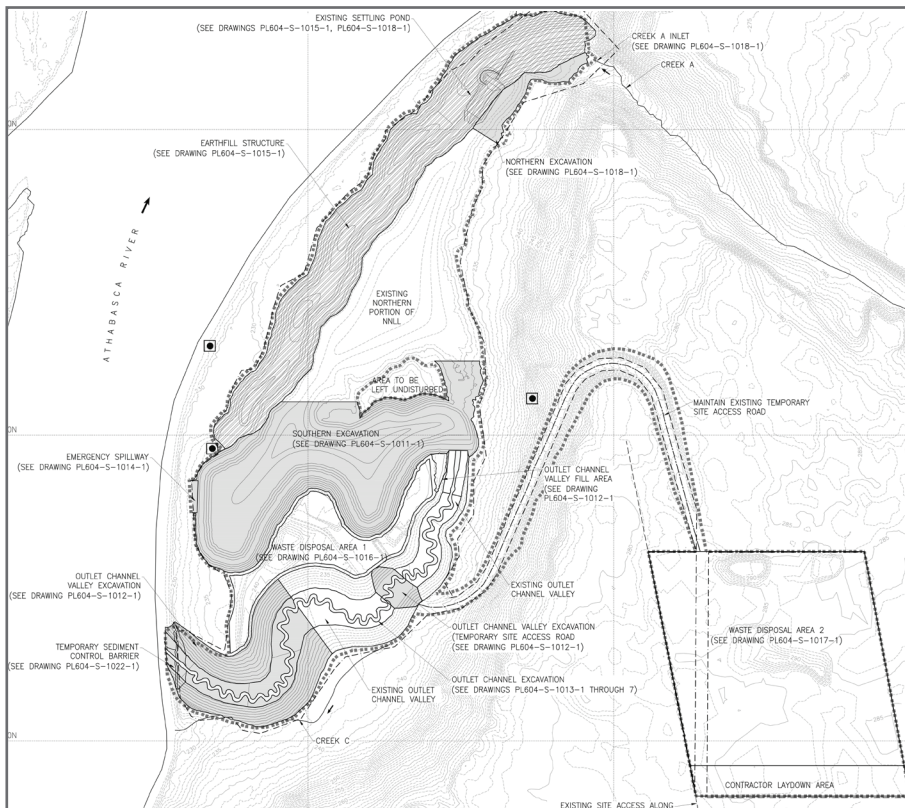 EXISTING SETTLING POND
(SEE DRAWINGS PL604-S-1015-1, PL604-S-1018-1)
CREEK A INLET
(SEE DRAWING PL604-S-1018-1)
CREEK A
0N
EARTHFILL STRUCTURE
(SEE DRAWING PL604-S-1015-1)
NORTHERN EXCAVATION
(SEE DRAWING PL604-S-1018-1)
ATHABASCA RIVER
EXISTING
NORTHERN
PORTION OF
NNLL
AREA TO BE
LEFT UNDISTURBED
MAINTAIN EXISTING TEMPORARY
SITE ACCESS ROAD
0N
SOUTHERN EXCAVATION
(SEE DRAWING PL604-S-1011-1)
EMERGENCY SPILLWAY
(SEE DRAWING PL604-S-1014-1)
OUTLET CHANNEL
VALLEY FILL AREA
(SEE DRAWING
PL604-S-1012-1
WASTE DISPOSAL AREA 1
(SEE DRAWING PL604-S-1016-1)
OUTLET CHANNEL
VALLEY EXCAVATION
(SEE DRAWING PL604-S-1012-1)
EXISTING OUTLET
CHANNEL VALLEY
OUTLET CHANNEL VALLEY EXCAVATION
(TEMPORARY SITE ACCESS ROAD
(SEE DRAWING PL604-S-1012-1)
WASTE DISPOSAL AREA 2
(SEE DRAWING PL604-S-1017-1)
TEMPORARY SEDIMENT
CONTROL BARRIER
(SEE DRAWING PL604-S-1022-1)
OUTLET CHANNEL EXCAVATION
(SEE DRAWINGS PL604-S-1013-1 THROUGH 7)
EXISTING OUTLET
CHANNEL VALLEY
0N
CREEK C
CONTRACTOR LAYDOWN AREA
EXISTING SITE ACCESS ALONG